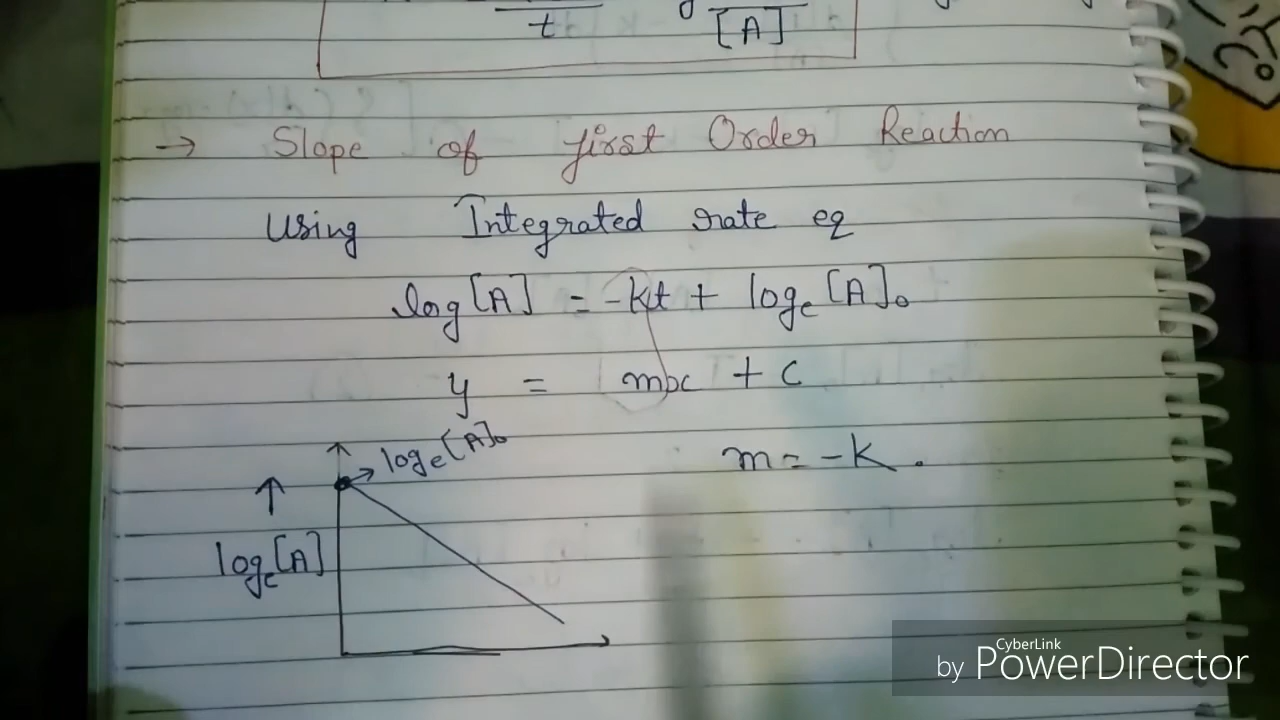 t
[A]
→ Slope of first Order Reaction
Using Integrated rate eq
log[A] = -kt + logₑ[A]₀
y = mx + c
logₑ[A]₀
m = -k.
↑
logₑ[A]
CyberLink
by PowerDirector